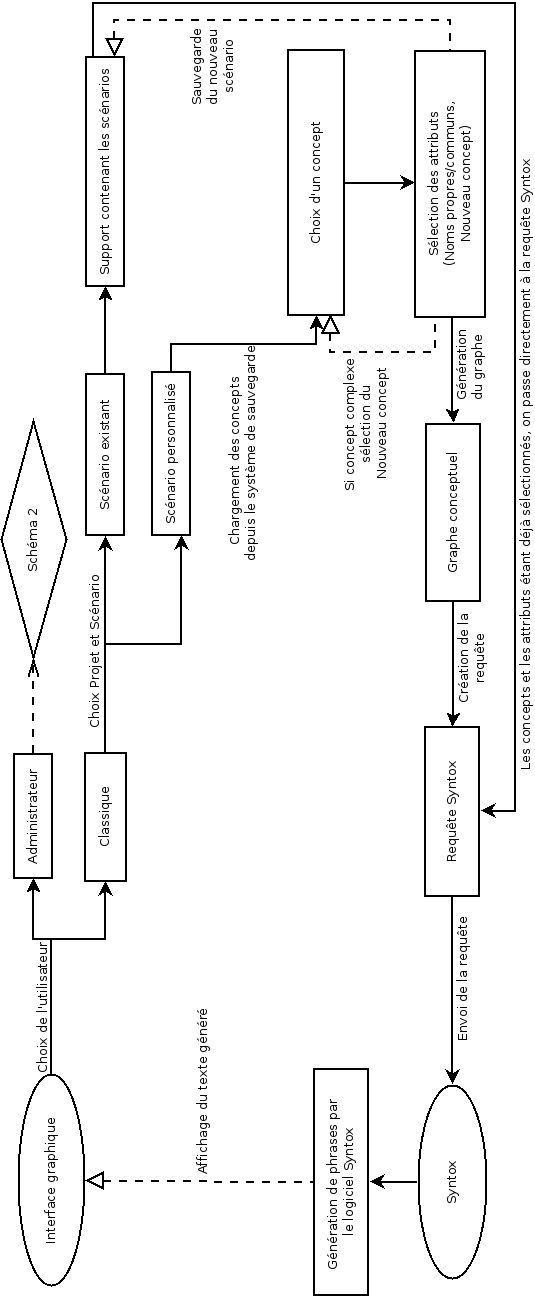 Interface graphique
Choix de l'utilisateur
Administrateur
Schéma 2
Classique
Choix Projet et Scénario
Scénario existant
Support contenant les scénarios
Scénario personnalisé
Chargement des concepts
depuis le système de sauvegarde
Sauvegarde
du nouveau
scénario
Choix d'un concept
Si concept complexe
sélection du
Nouveau concept
Sélection des attributs
(Noms propres/communs,
Nouveau concept)
Génération
du graphe
Graphe conceptuel
Création de la
requête
Requête Syntox
Les concepts et les attributs étant déjà sélectionnés, on passe directement à la requête Syntox
Envoi de la requête
Syntox
Génération de phrases par
le logiciel Syntox
Affichage du texte généré